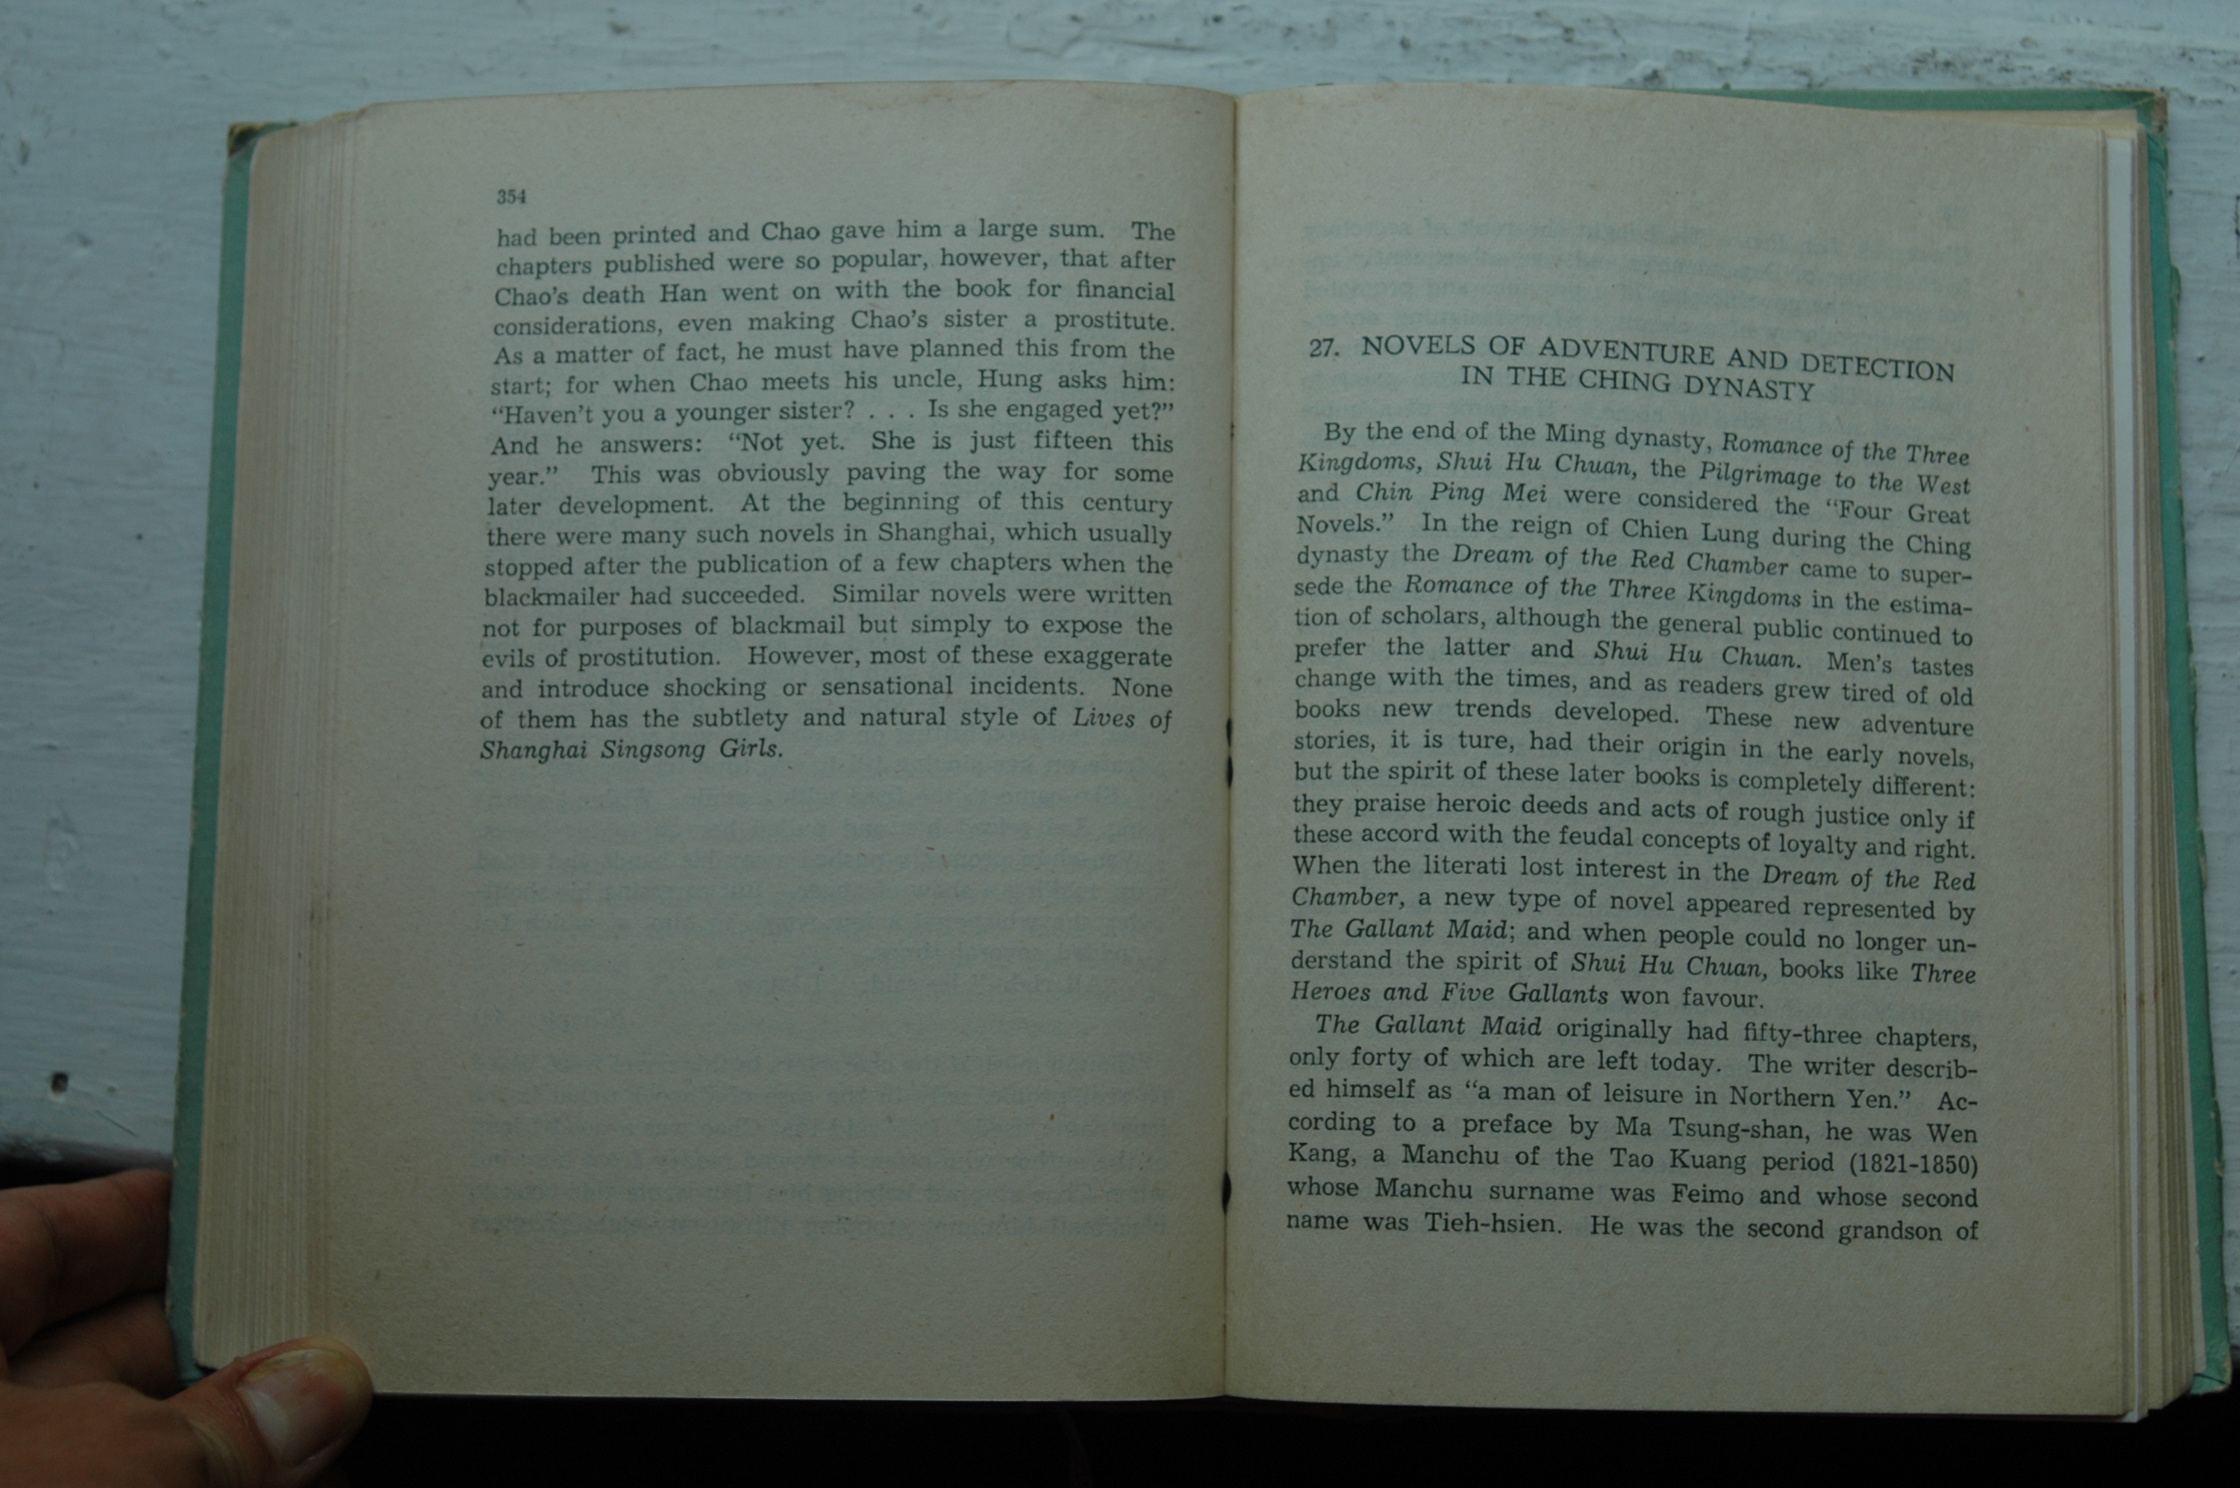 354
had been printed and Chao gave him a large sum. The
chapters published were so popular, however, that after
Chao's death Han went on with the book for financial
considerations, even making Chao's sister a prostitute.
As a matter of fact, he must have planned this from the
start; for when Chao meets his uncle, Hung asks him:
“Haven't you a younger sister? . . . Is she engaged yet?”
And he answers: “Not yet. She is just fifteen this
year.” This was obviously paving the way for some
later development. At the beginning of this century
there were many such novels in Shanghai, which usually
stopped after the publication of a few chapters when the
blackmailer had succeeded. Similar novels were written
not for purposes of blackmail but simply to expose the
evils of prostitution. However, most of these exaggerate
and introduce shocking or sensational incidents. None
of them has the subtlety and natural style of Lives of
Shanghai Singsong Girls.
27. NOVELS OF ADVENTURE AND DETECTION
IN THE CHING DYNASTY
By the end of the Ming dynasty, Romance of the Three
Kingdoms, Shui Hu Chuan, the Pilgrimage to the West
and Chin Ping Mei were considered the “Four Great
Novels.” In the reign of Chien Lung during the Ching
dynasty the Dream of the Red Chamber came to super-
sede the Romance of the Three Kingdoms in the estima-
tion of scholars, although the general public continued to
prefer the latter and Shui Hu Chuan. Men's tastes
change with the times, and as readers grew tired of old
books new trends developed. These new adventure
stories, it is ture, had their origin in the early novels,
but the spirit of these later books is completely different:
they praise heroic deeds and acts of rough justice only if
these accord with the feudal concepts of loyalty and right.
When the literati lost interest in the Dream of the Red
Chamber, a new type of novel appeared represented by
The Gallant Maid; and when people could no longer un-
derstand the spirit of Shui Hu Chuan, books like Three
Heroes and Five Gallants won favour.
The Gallant Maid originally had fifty-three chapters,
only forty of which are left today. The writer describ-
ed himself as “a man of leisure in Northern Yen.” Ac-
cording to a preface by Ma Tsung-shan, he was Wen
Kang, a Manchu of the Tao Kuang period (1821-1850)
whose Manchu surname was Feimo and whose second
name was Tieh-hsien. He was the second grandson of